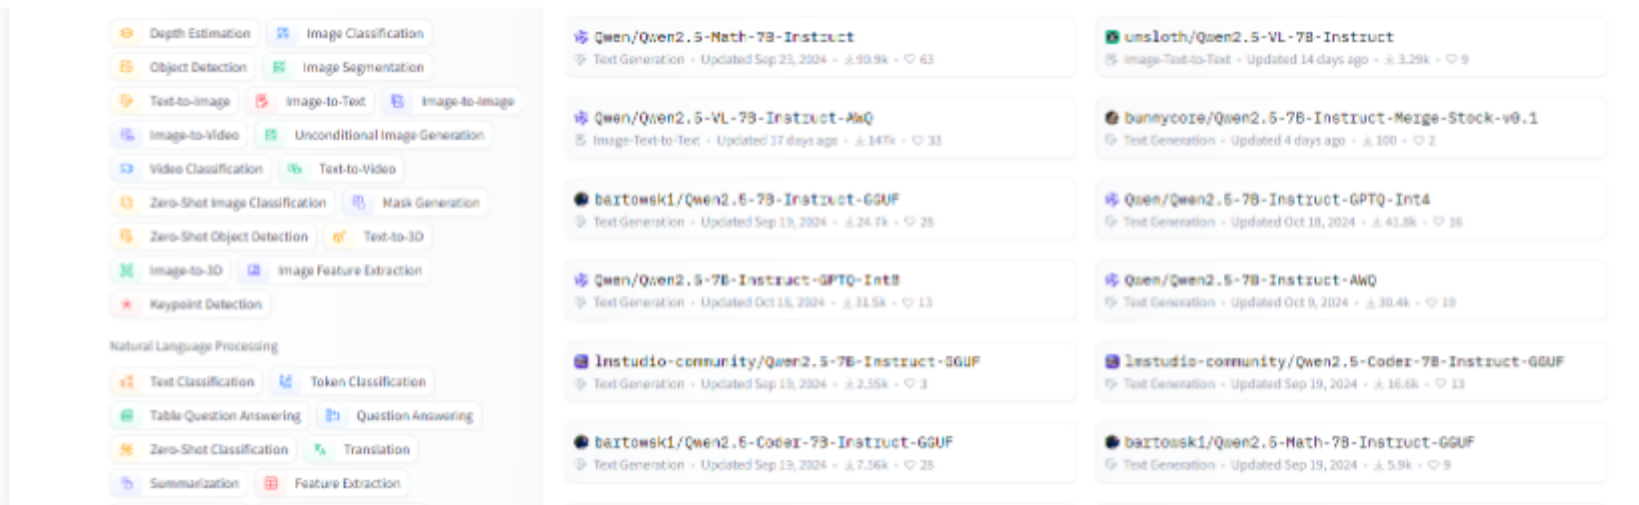 Depth Estimation Image Classification
Object Detection Image Segmentation
Text-to-Image Image-to-Text Image-to-Image
Image-to-Video Unconditional Image Generation
Video Classification Text-to-Video
Zero-Shot Image Classification Mask Generation
Zero-Shot Object Detection Text-to-3D
Image-to-3D Image Feature Extraction
Keypoint Detection
Natural Language Processing
Text Classification Token Classification
Table Question Answering Question Answering
Zero-Shot Classification Translation
Summarization Feature Extraction
Qwen/Qwen2.5-Math-7B-Instruct
Text Generation • Updated Sep 23, 2024 • 90.9k • 63
Qwen/Qwen2.5-VL-7B-Instruct-AWQ
Image-Text-to-Text • Updated 17 days ago • 147k • 33
bartowski/Qwen2.5-7B-Instruct-GGUF
Text Generation • Updated Sep 19, 2024 • 24.7k •
Qwen/Qwen2.5-7B-Instruct-GPTQ-Int8
Text Generation • Updated Oct • 31.5k • 13
lmstudio-community/Qwen2.5-7B-Instruct-GGUF
Text Generation • Updated Sep 19, 2024 • 2.55k • 3
bartowski/Qwen2.5-Coder-7B-Instruct-GGUF
Text Generation • Updated Sep 19, 2024 • 7.56k •
unsloth/Qwen2.5-VL-7B-Instruct
Image-Text-to-Text • Updated 14 days ago • 3.29k • 9
bunnycore/Qwen2.5-7B-Instruct-Merge-Stock-v0.1
Text Generation • Updated 4 days ago • 100 • 2
Qwen/Qwen2.5-7B-Instruct-GPTQ-Int4
Text Generation • Updated Oct 18, 2024 • 41.8k • 16
Qwen/Qwen2.5-7B-Instruct-AWQ
Text Generation • Updated Oct 9, 2024 • 30.4k • 19
lmstudio-community/Qwen2.5-Coder-7B-Instruct-GGUF
Text Generation • Updated Sep 19, 2024 • 16.6k • 13
bartowski/Qwen2.5-Math-7B-Instruct-GGUF
Text Generation • Updated Sep 19, 2024 • 5.9k • 9